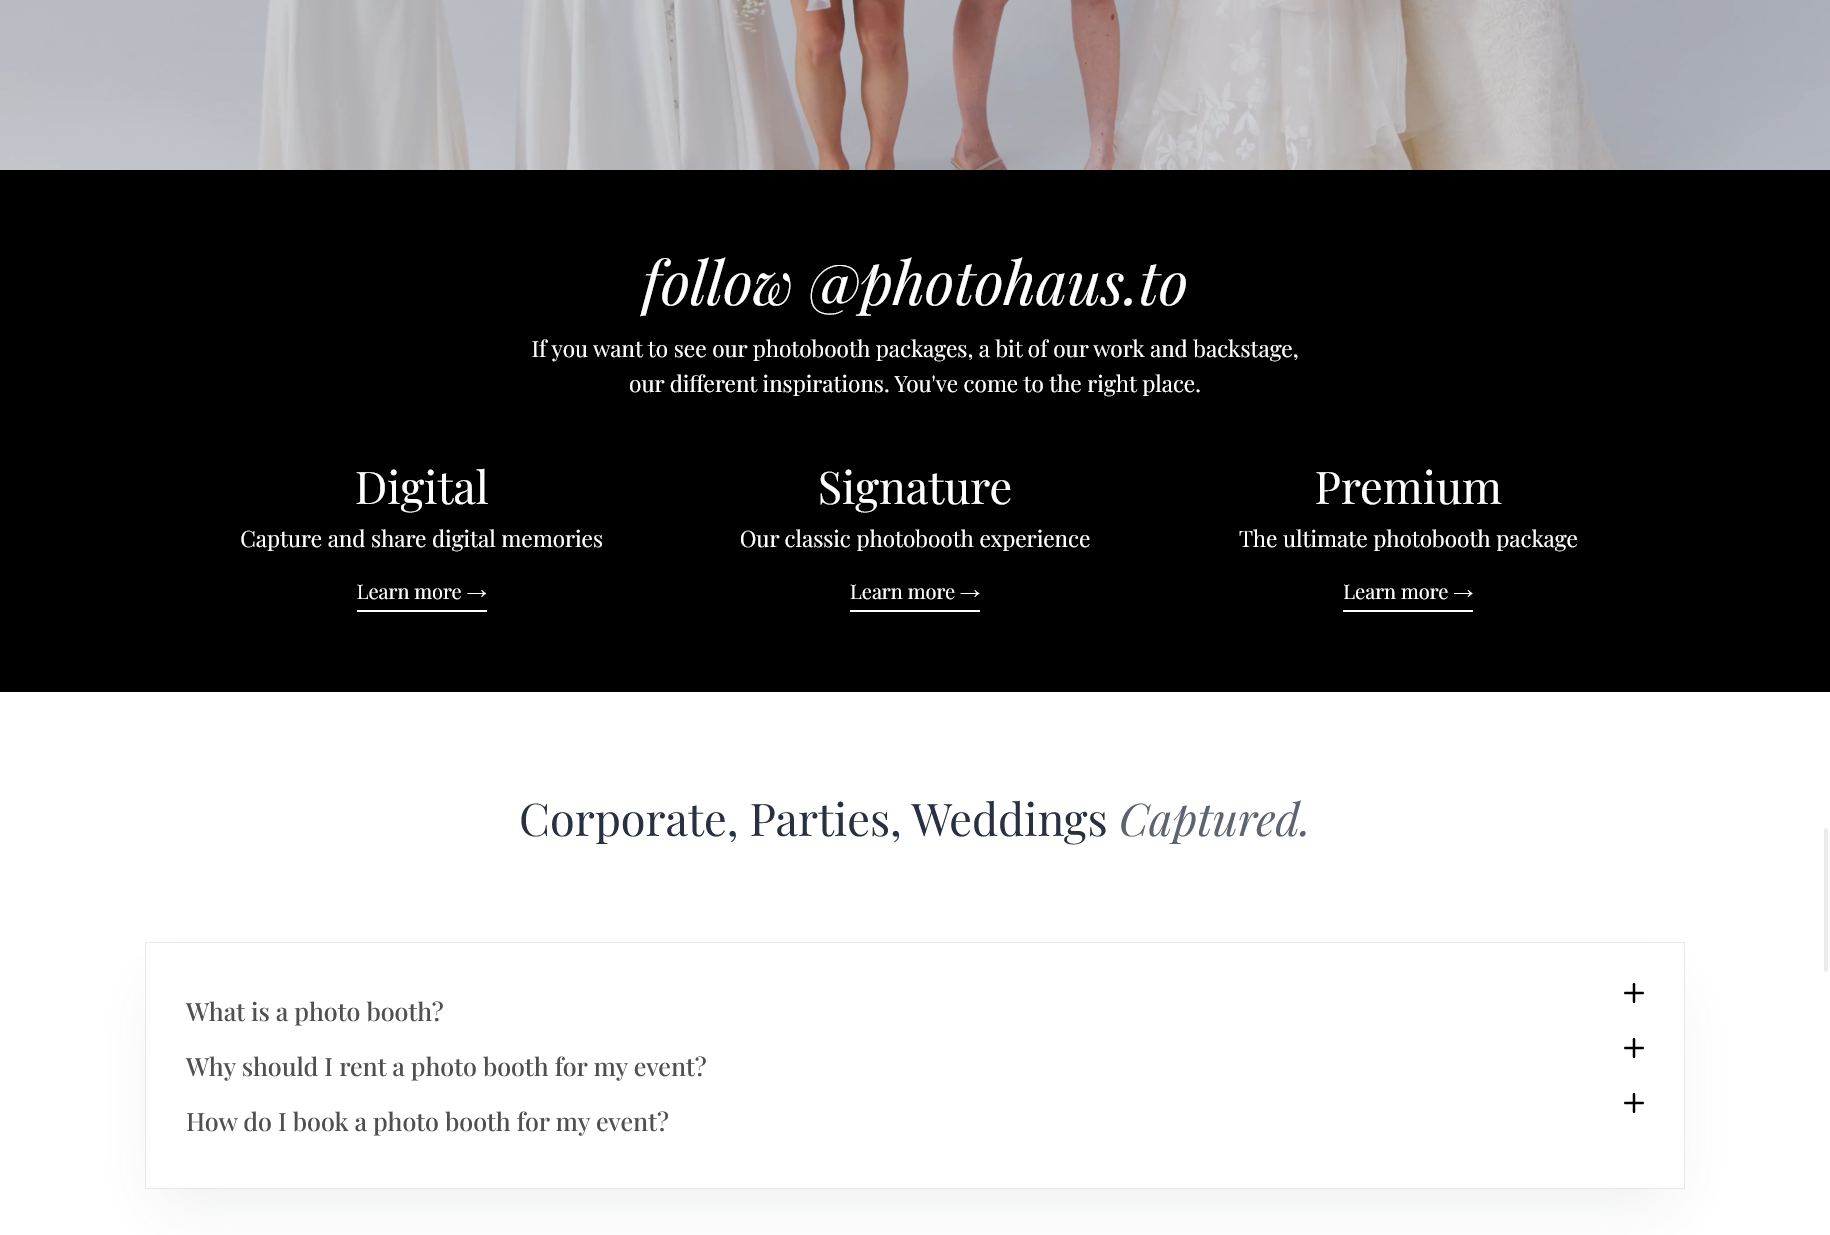 follow @photohaus.to
If you want to see our photobooth packages, a bit of our work and backstage,
our different inspirations. You've come to the right place.
Digital
Capture and share digital memories
Learn more →
Signature
Our classic photobooth experience
Learn more →
Premium
The ultimate photobooth package
Learn more →
Corporate, Parties, Weddings Captured.
What is a photo booth?
Why should I rent a photo booth for my event?
How do I book a photo booth for my event?